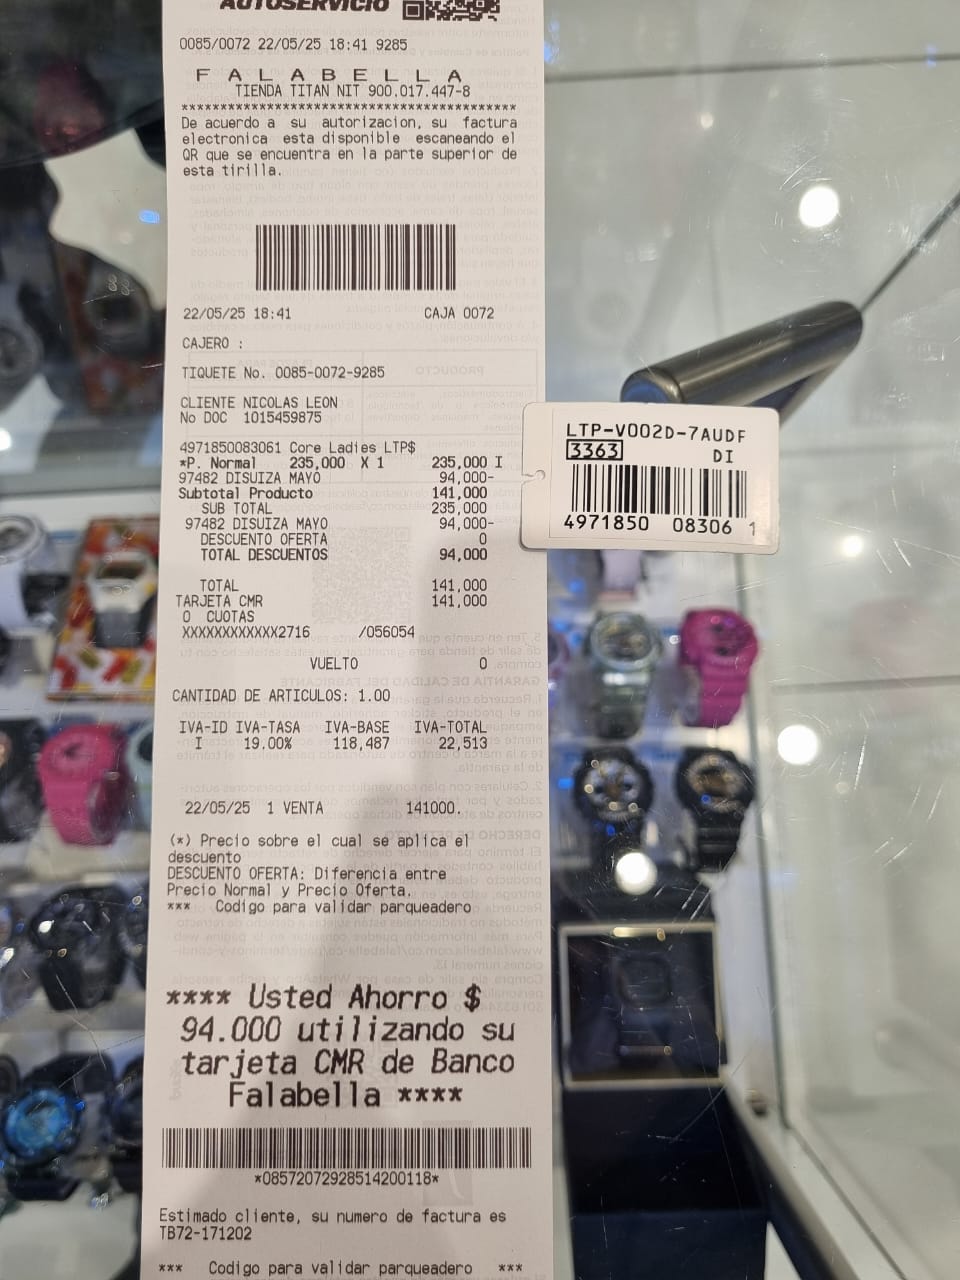 AUTOSERVICIO
0085/0072 22/05/25 18:41 9285
F A L A B E L L A
TIENDA TITAN NIT 900.017.447-8
************************************************
De acuerdo a su autorizacion, su factura
electronica esta disponible escaneando el
QR que se encuentra en la parte superior de
esta tirilla.
22/05/25 18:41 CAJA 0072
CAJERO :
TIQUETE No. 0085-0072-9285
CLIENTE NICOLAS LEON
No DOC 1015459875
4971850083061 Core Ladies LTP$
*P. Normal 235,000 X 1 235,000 I
97482 DISUIZA MAYO 94,000-
Subtotal Producto 141,000
SUB TOTAL 235,000
97482 DISUIZA MAYO 94,000-
DESCUENTO OFERTA 0
TOTAL DESCUENTOS 94,000
TOTAL 141,000
TARJETA CMR 141,000
0 CUOTAS
XXXXXXXXXXXX2716 /056054
VUELTO 0
CANTIDAD DE ARTICULOS: 1.00
IVA-ID IVA-TASA IVA-BASE IVA-TOTAL
I 19.00% 118,487 22,513
22/05/25 1 VENTA 141000.
(*) Precio sobre el cual se aplica el
descuento
DESCUENTO OFERTA: Diferencia entre
Precio Normal y Precio Oferta.
*** Codigo para validar parqueadero
**** Usted Ahorro $
94.000 utilizando su
tarjeta CMR de Banco
Falabella ****
*08572072928514200118*
Estimado cliente, su numero de factura es
TB72-171202
*** Codigo para validar parqueadero ***
LTP-V002D-7AUDF
3363 DI
4971850 08306 1